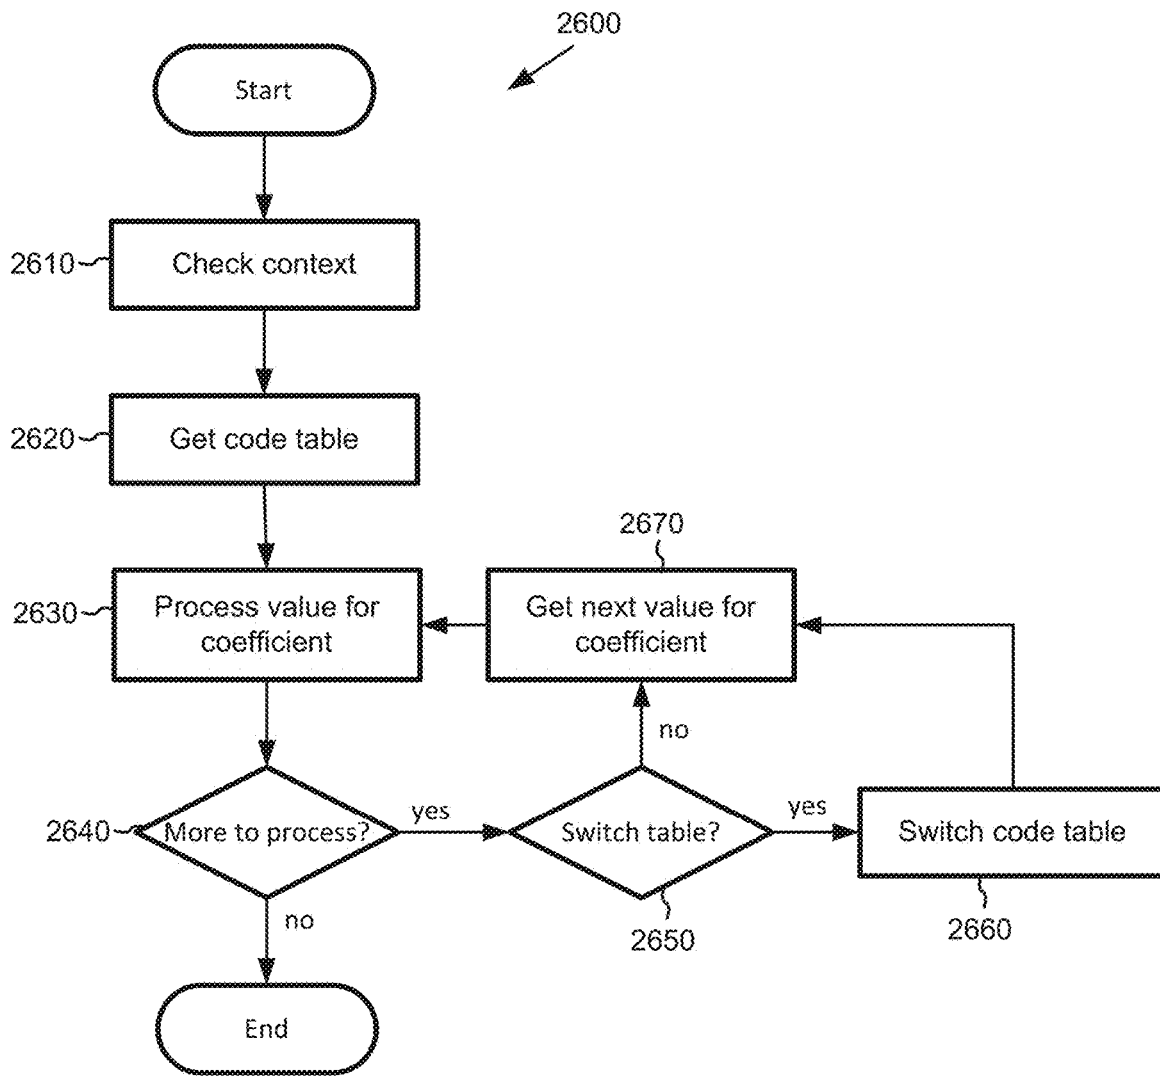 2600
Start
2610
Check context
2620
Get code table
2670
2630
Process value for
coefficient
Get next value for
coefficient
no
2640
More to process?
yes
Switch table?
yes
Switch code table
no
2650
2660
End